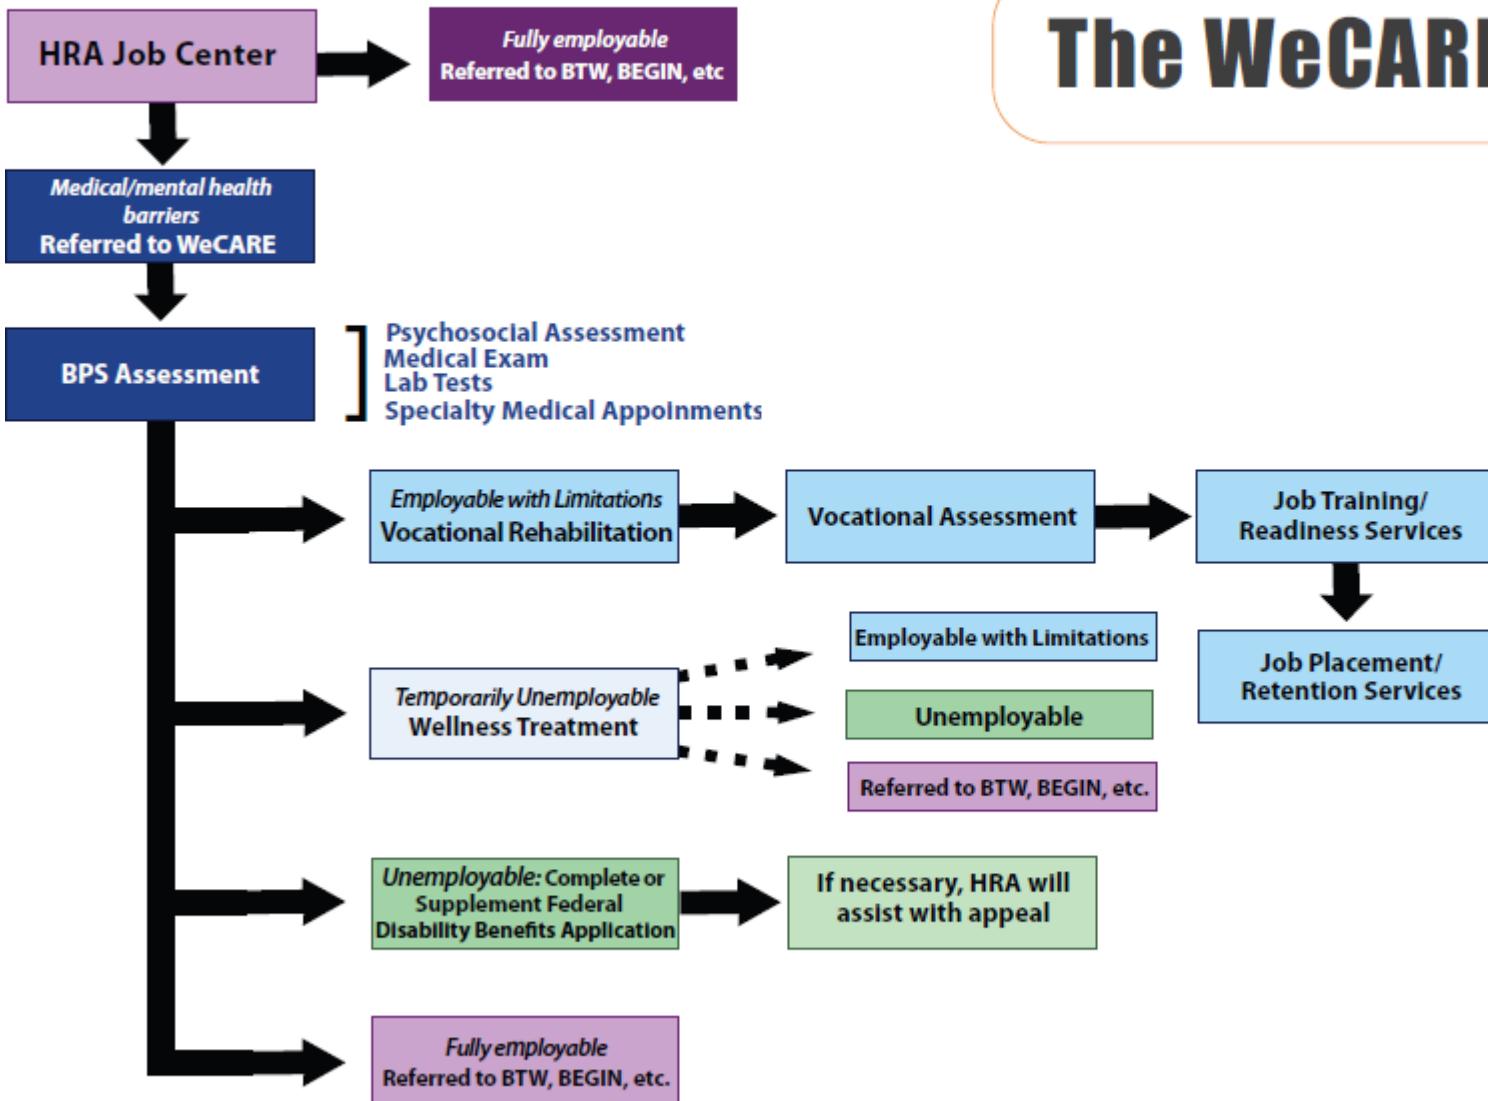 HRA Job Center
Fully employable
Referred to BTW, BEGIN, etc
The WeCARE
Medical/mental health
barriers
Referred to WeCARE
BPS Assessment
Psychosocial Assessment
Medical Exam
Lab Tests
Specialty Medical Appoinments
Employable with Limitations
Vocational Rehabilitation
Vocational Assessment
Job Training/
Readiness Services
Job Placement/
Retention Services
Temporarily Unemployable
Wellness Treatment
Employable with Limitations
Unemployable
Referred to BTW, BEGIN, etc.
Unemployable: Complete or
Supplement Federal
Disability Benefits Application
If necessary, HRA will
assist with appeal
Fully employable
Referred to BTW, BEGIN, etc.